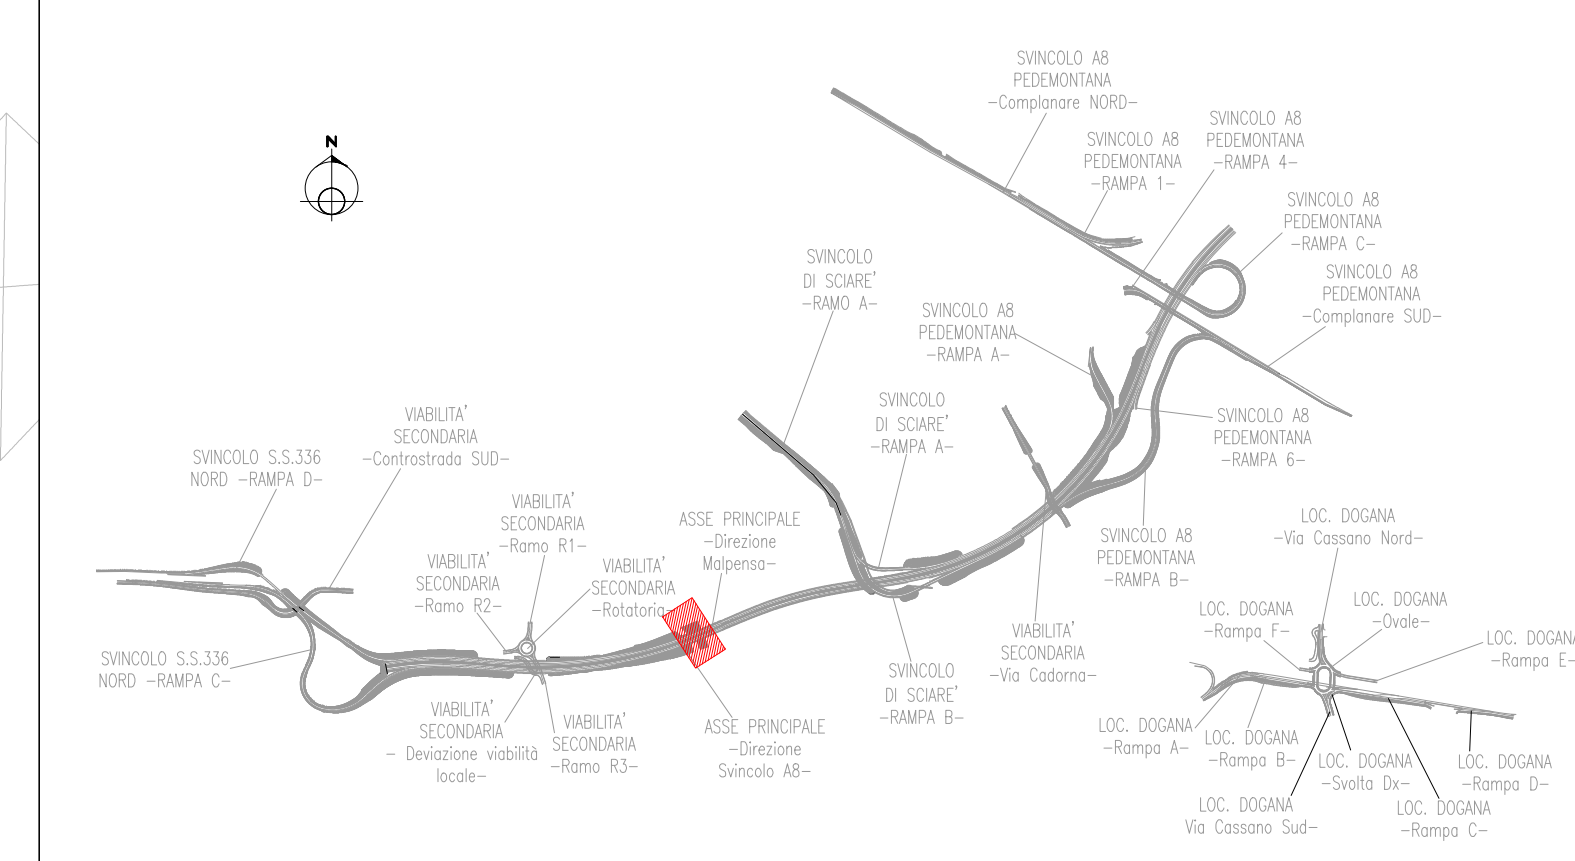 N
SVINCOLO A8
PEDEMONTANA
-Complanare NORD-
SVINCOLO A8
PEDEMONTANA
-RAMPA 1-
SVINCOLO A8
PEDEMONTANA
-RAMPA 4-
SVINCOLO A8
PEDEMONTANA
-RAMPA C-
SVINCOLO A8
PEDEMONTANA
-Complanare SUD-
SVINCOLO
DI SCIARE'
-RAMO A-
SVINCOLO A8
PEDEMONTANA
-RAMPA A-
SVINCOLO
DI SCIARE'
-RAMPA A-
SVINCOLO A8
PEDEMONTANA
-RAMPA 6-
VIABILITA'
SECONDARIA
-Controstrada SUD-
SVINCOLO S.S.336
NORD -RAMPA D-
VIABILITA'
SECONDARIA
-Ramo R1-
ASSE PRINCIPALE
-Direzione
Malpensa-
VIABILITA'
SECONDARIA
-Ramo R2-
VIABILITA'
SECONDARIA
-Rotatoria-
SVINCOLO A8
PEDEMONTANA
-RAMPA B-
LOC. DOGANA
-Via Cassano Nord-
LOC. DOGANA
-Rampa F-
LOC. DOGANA
-Ovale-
LOC. DOGANA
-Rampa E-
SVINCOLO S.S.336
NORD -RAMPA C-
VIABILITA'
SECONDARIA
-Via Cadorna-
SVINCOLO
DI SCIARE'
-RAMPA B-
VIABILITA'
SECONDARIA
- Deviazione viabilità
locale-
VIABILITA'
SECONDARIA
-Ramo R3-
ASSE PRINCIPALE
-Direzione
Svincolo A8-
LOC. DOGANA
-Rampa A-
LOC. DOGANA
-Rampa B-
LOC. DOGANA
-Svolta Dx-
LOC. DOGANA
-Rampa D-
LOC. DOGANA
Via Cassano Sud-
LOC. DOGANA
-Rampa C-